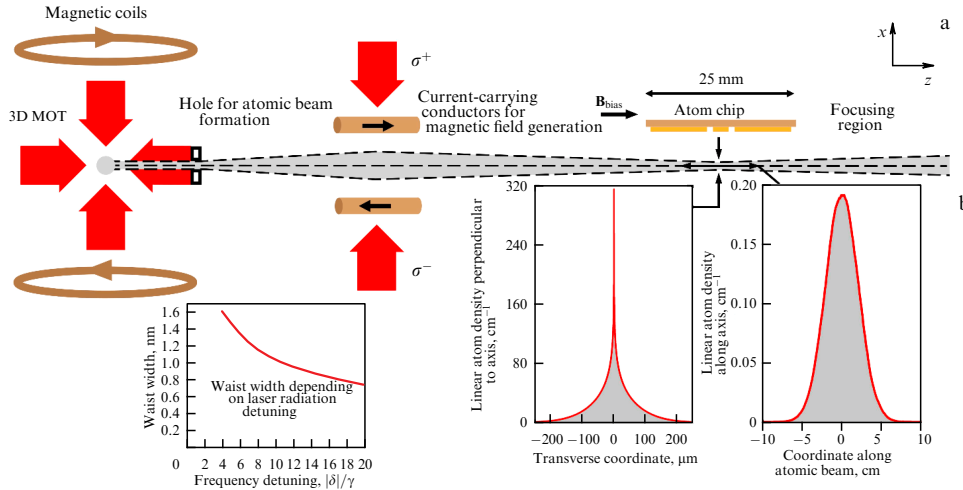 Magnetic coils
a
x
z
3D MOT
Hole for atomic beam
formation
σ+
Current-carrying
conductors for
magnetic field generation
Bbias
25 mm
Atom chip
Focusing
region
b
σ−
Waist width, nm
1.6
1.4
1.2
1.0
0.8
0.6
0.4
0.2
Waist width depending
on laser radiation
detuning
0 2 4 6 8 10 12 14 16 18 20
Frequency detuning, |δ|/γ
Linear atom density perpendicular
to axis, cm−1
320
240
160
80
0
−200 −100 0 100 200
Transverse coordinate, μm
Linear atom density
along axis, cm−1
0.20
0.15
0.10
0.05
0
−10 −5 0 5 10
Coordinate along
atomic beam, cm